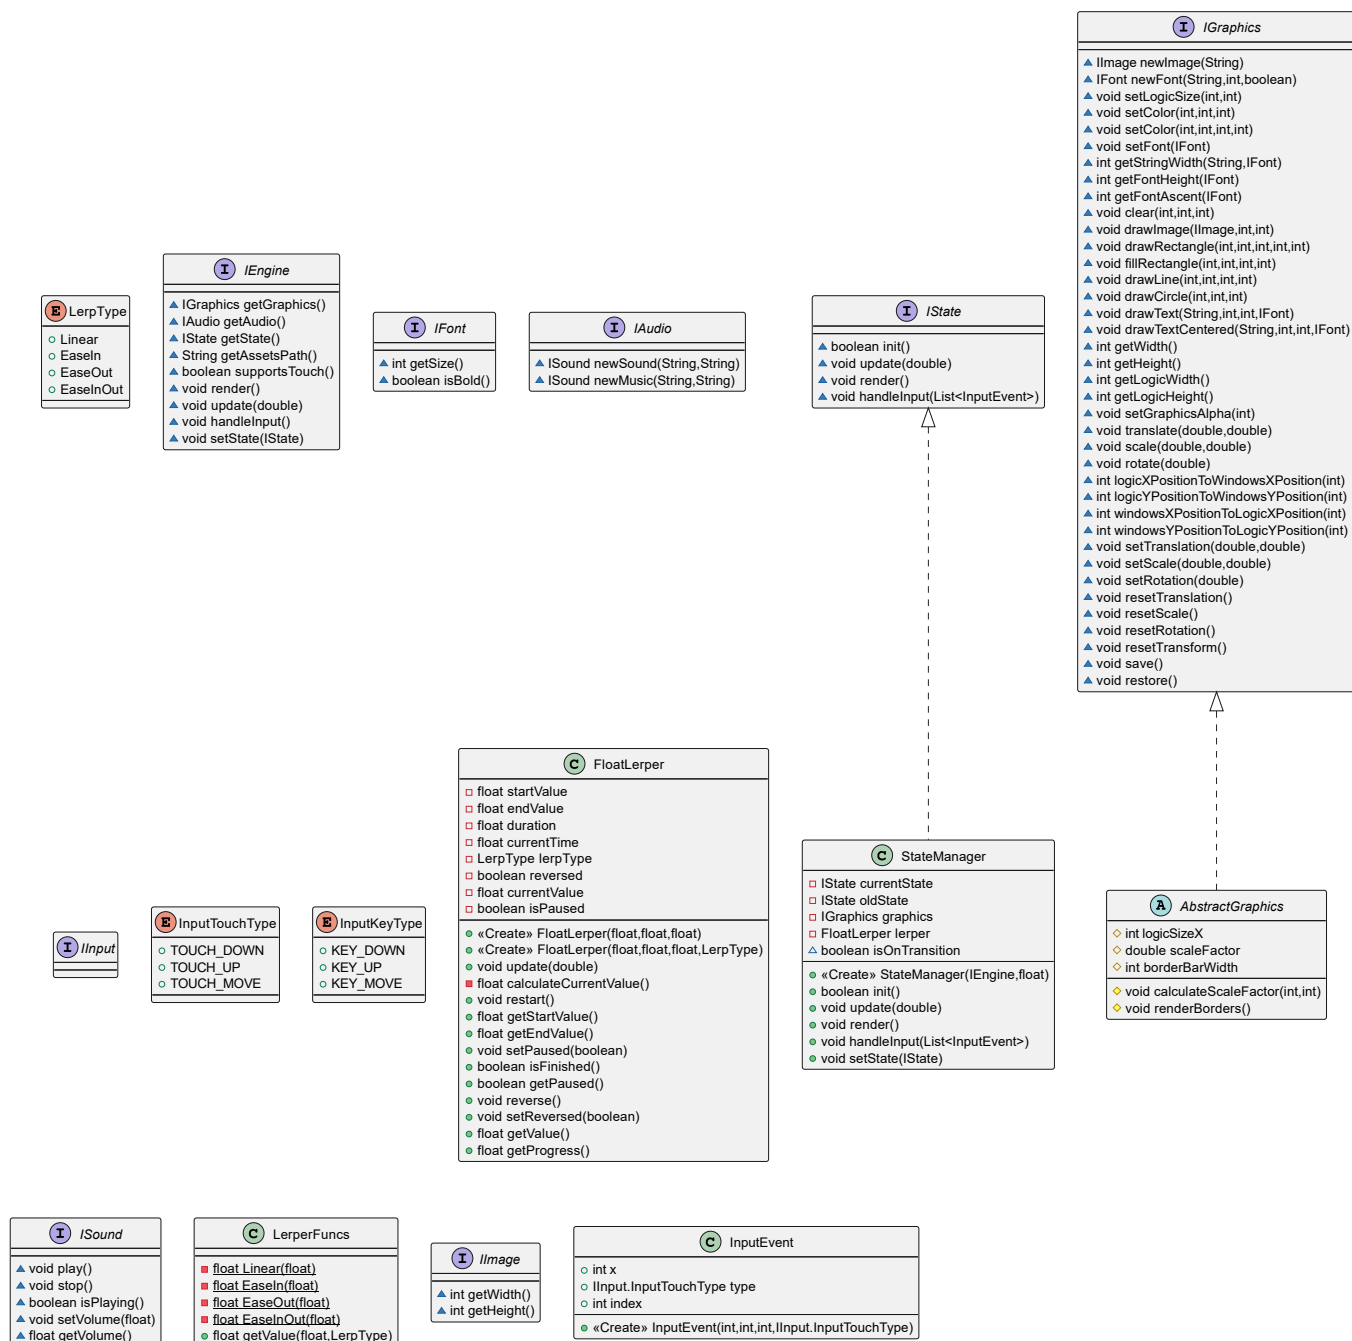 I IGraphics
IImage newImage(String)
IFont newFont(String,int,boolean)
void setLogicSize(int,int)
void setColor(int,int,int)
void setColor(int,int,int,int)
void setFont(IFont)
int getStringWidth(String,IFont)
int getFontHeight(IFont)
int getFontAscent(IFont)
void clear(int,int,int)
void drawImage(IImage,int,int)
void drawRectangle(int,int,int,int,int)
void fillRectangle(int,int,int,int)
void drawLine(int,int,int,int)
void drawCircle(int,int,int)
void drawText(String,int,int,IFont)
void drawTextCentered(String,int,int,IFont)
int getWidth()
int getHeight()
int getLogicWidth()
int getLogicHeight()
void setGraphicsAlpha(int)
void translate(double,double)
void scale(double,double)
void rotate(double)
int logicXPositionToWindowsXPosition(int)
int logicYPositionToWindowsYPosition(int)
int windowsXPositionToLogicXPosition(int)
int windowsYPositionToLogicYPosition(int)
void setTranslation(double,double)
void setScale(double,double)
void setRotation(double)
void resetTranslation()
void resetScale()
void resetRotation()
void resetTransform()
void save()
void restore()
E LerpType
Linear
EaseIn
EaseOut
EaseInOut
I IEngine
IGraphics getGraphics()
IAudio getAudio()
IState getState()
String getAssetsPath()
boolean supportsTouch()
void render()
void update(double)
void handleInput()
void setState(IState)
I IFont
int getSize()
boolean isBold()
I IAudio
ISound newSound(String,String)
ISound newMusic(String,String)
I IState
boolean init()
void update(double)
void render()
void handleInput(List<InputEvent>)
I IInput
E InputTouchType
TOUCH_DOWN
TOUCH_UP
TOUCH_MOVE
E InputKeyType
KEY_DOWN
KEY_UP
KEY_MOVE
C FloatLerper
float startValue
float endValue
float duration
float currentTime
LerpType lerpType
boolean reversed
float currentValue
boolean isPaused
«Create» FloatLerper(float,float,float)
«Create» FloatLerper(float,float,float,LerpType)
void update(double)
float calculateCurrentValue()
void restart()
float getStartValue()
float getEndValue()
void setPaused(boolean)
boolean isFinished()
boolean getPaused()
void reverse()
void setReversed(boolean)
float getValue()
float getProgress()
C StateManager
IState currentState
IState oldState
IGraphics graphics
FloatLerper lerper
boolean isOnTransition
«Create» StateManager(IEngine,float)
boolean init()
void update(double)
void render()
void handleInput(List<InputEvent>)
void setState(IState)
A AbstractGraphics
int logicSizeX
double scaleFactor
int borderBarWidth
void calculateScaleFactor(int,int)
void renderBorders()
I ISound
void play()
void stop()
boolean isPlaying()
void setVolume(float)
float getVolume()
C LerperFuncs
float Linear(float)
float EaseIn(float)
float EaseOut(float)
float EaseInOut(float)
float getValue(float,LerpType)
I IImage
int getWidth()
int getHeight()
C InputEvent
int x
IInput.InputTouchType type
int index
«Create» InputEvent(int,int,int,IInput.InputTouchType)